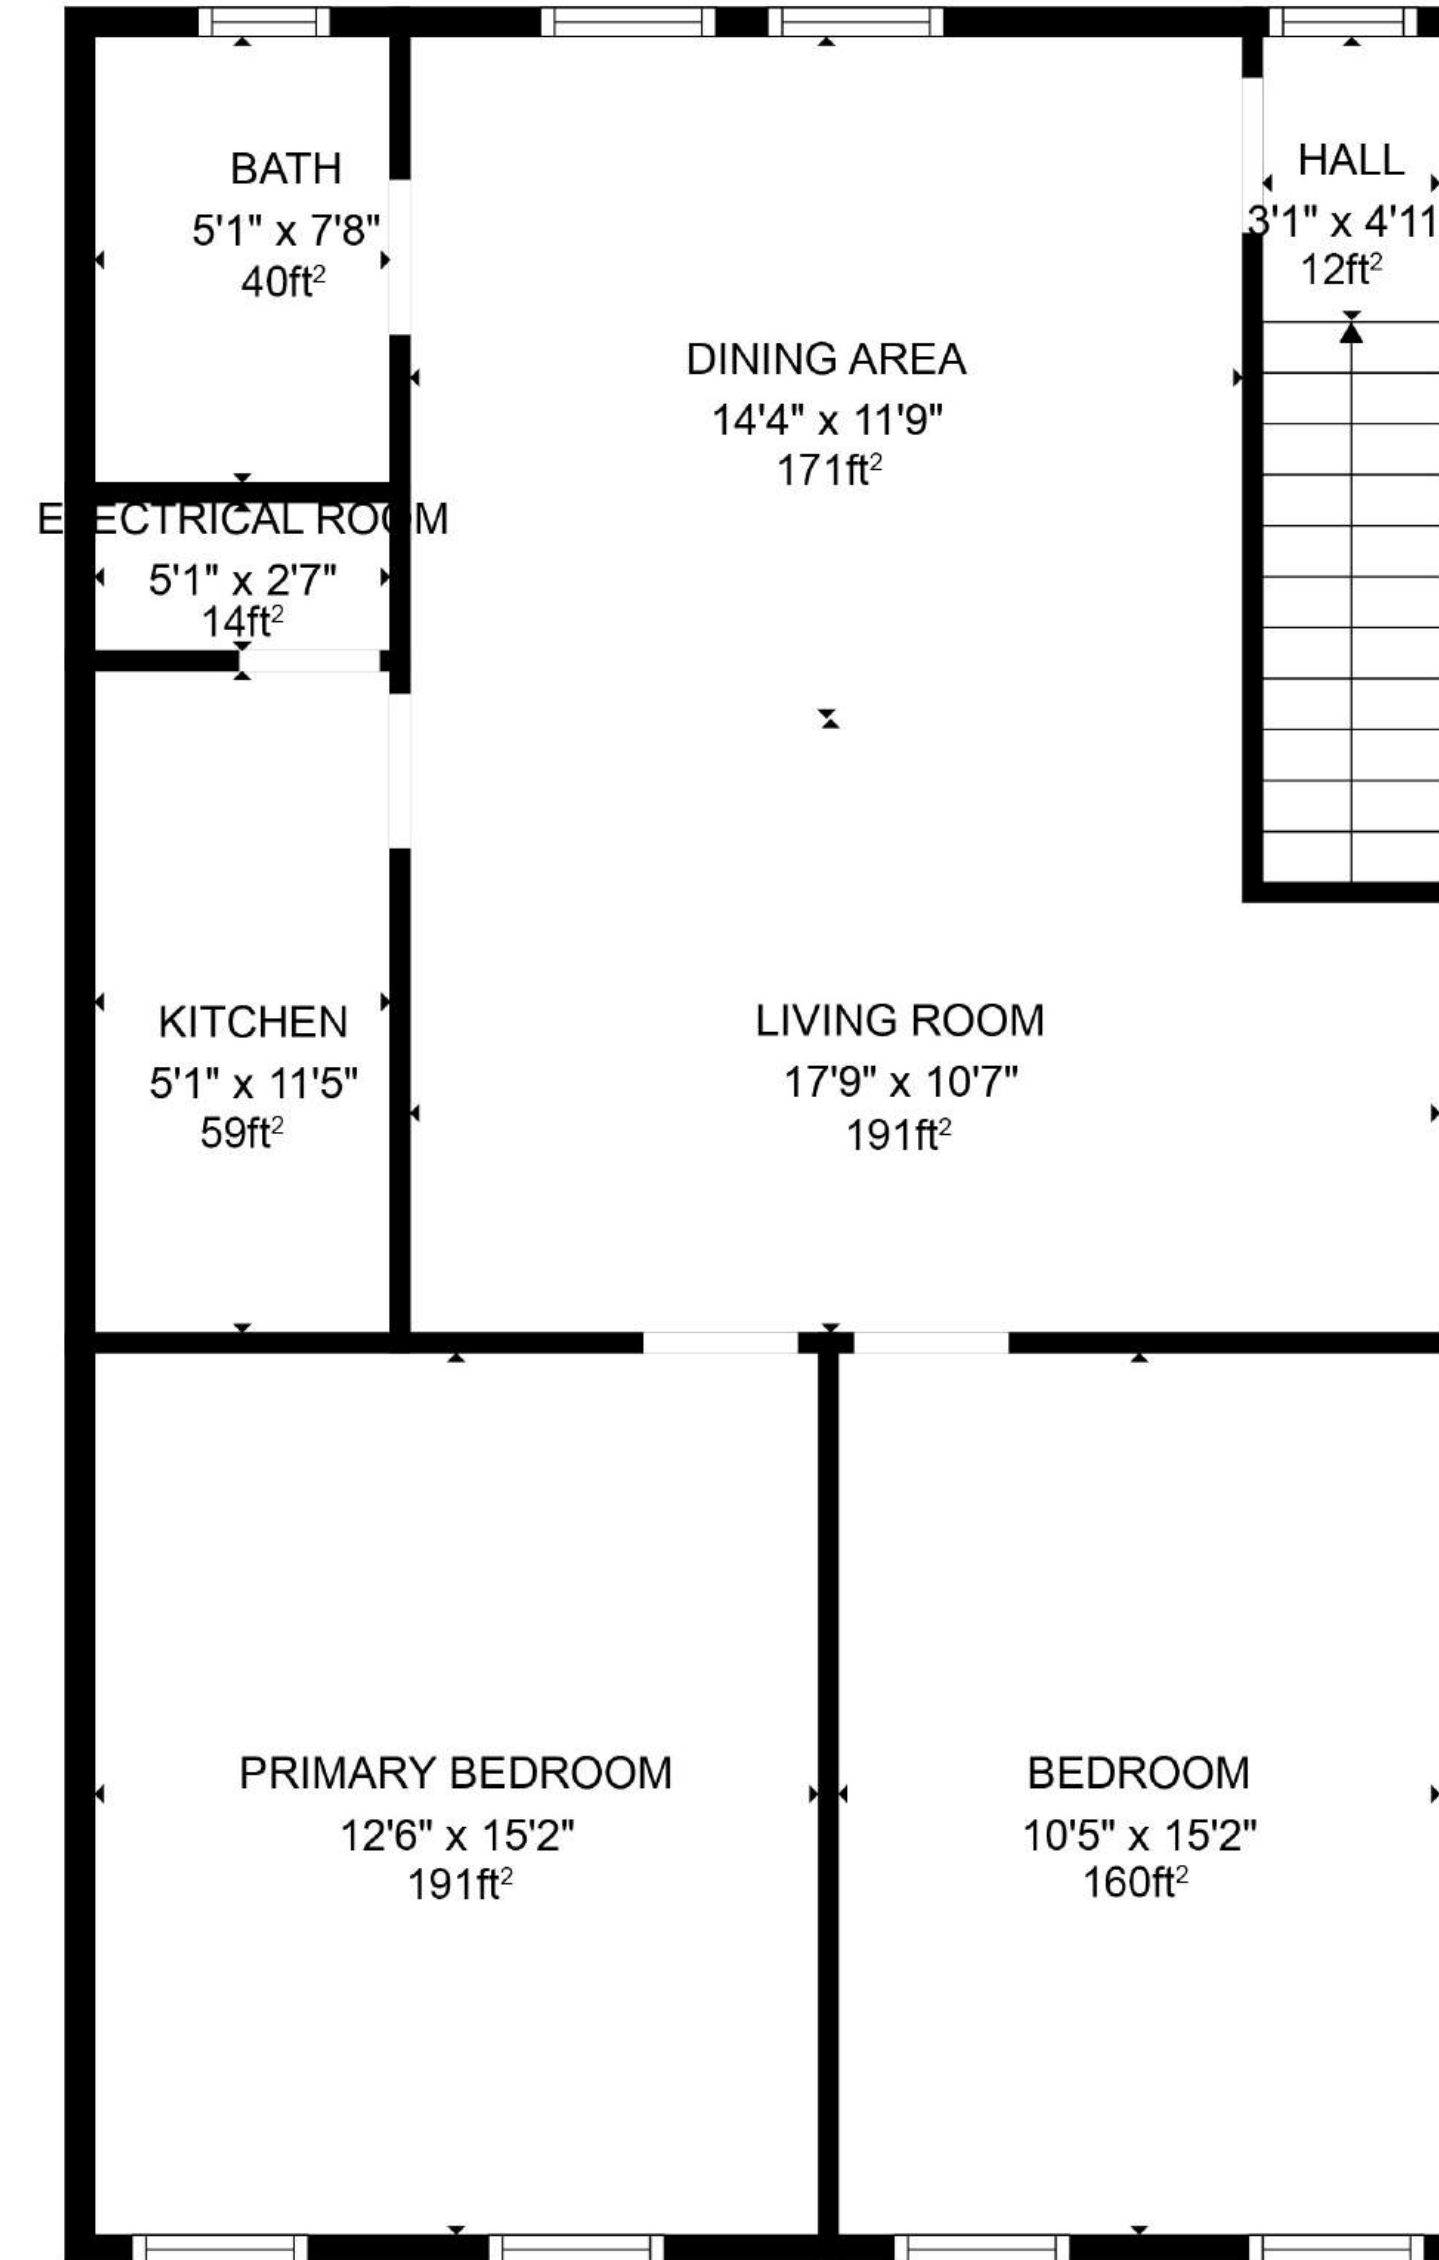 BATH
5'1" x 7'8"
40ft²
HALL
3'1" x 4'11
12ft²
DINING AREA
14'4" x 11'9"
171ft²
ELECTRICAL ROOM
5'1" x 2'7"
14ft²
KITCHEN
5'1" x 11'5"
59ft²
LIVING ROOM
17'9" x 10'7"
191ft²
PRIMARY BEDROOM
12'6" x 15'2"
191ft²
BEDROOM
10'5" x 15'2"
160ft²